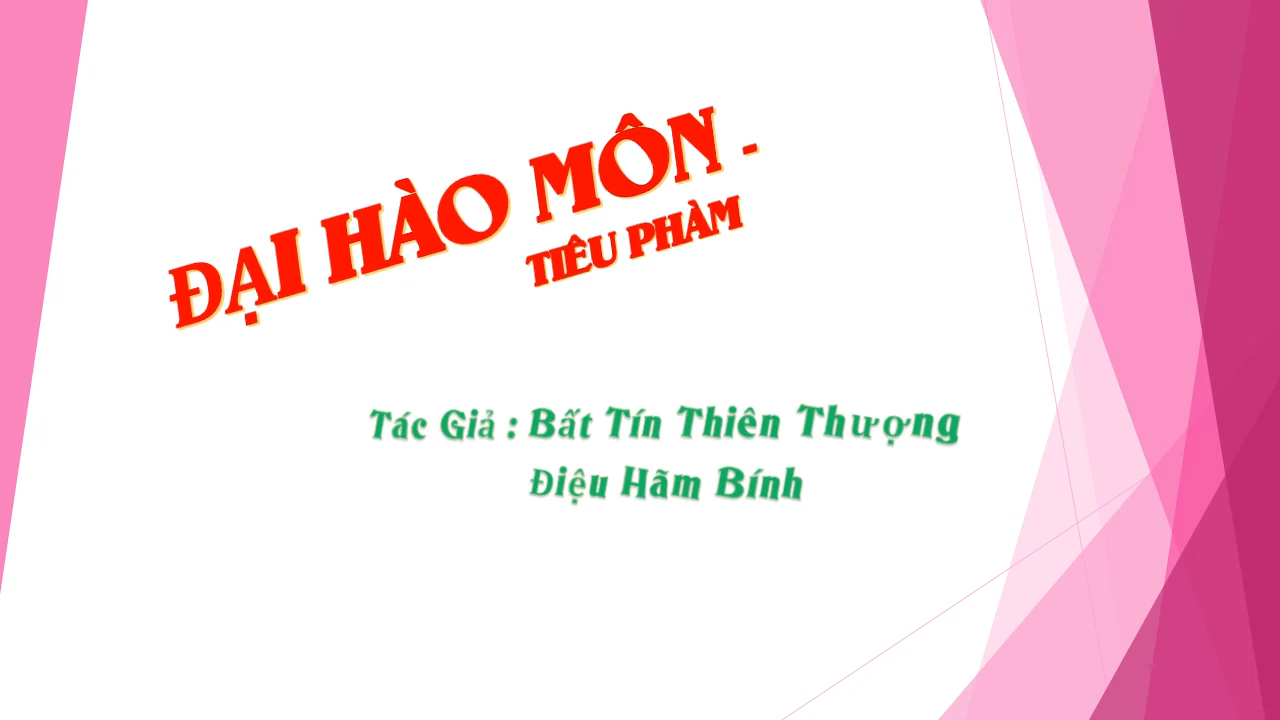 ĐẠI HÀO MÔN -
TIÊU PHÀM
Tác Giả : Bất Tín Thiên Thượng
Điệu Hãm Bính